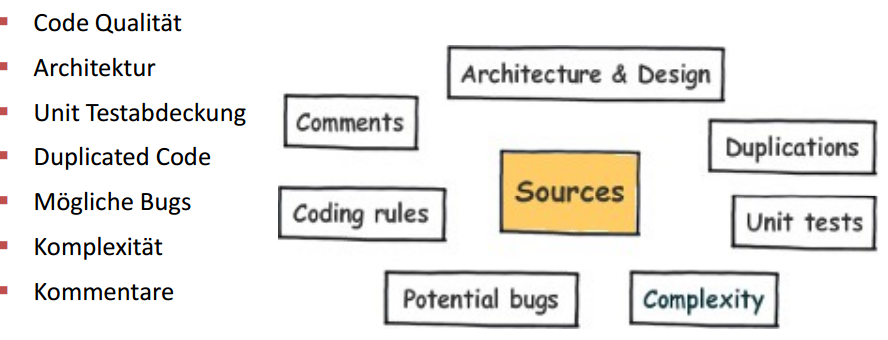 Code Qualität
Architektur
Unit Testabdeckung
Duplicated Code
Mögliche Bugs
Komplexität
Kommentare
Architecture & Design
Comments
Duplications
Sources
Coding rules
Unit tests
Potential bugs
Complexity